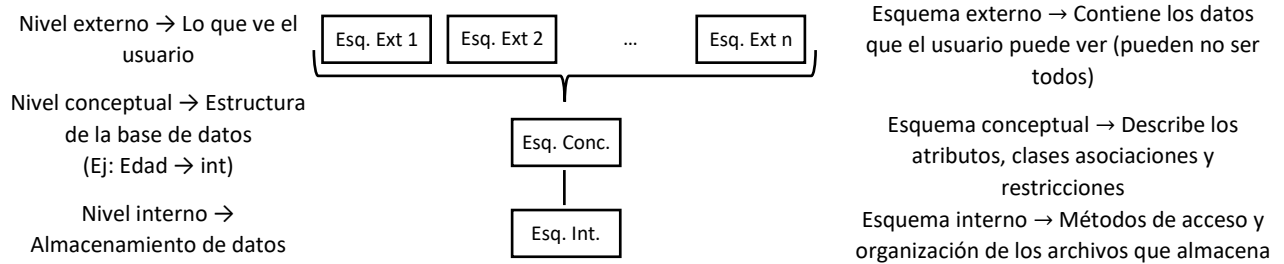 Nivel externo → Lo que ve el
usuario
Esq. Ext 1
Esq. Ext 2
...
Esq. Ext n
Esquema externo → Contiene los datos
que el usuario puede ver (pueden no ser
todos)
Nivel conceptual → Estructura
de la base de datos
(Ej: Edad → int)
Esq. Conc.
Esquema conceptual → Describe los
atributos, clases asociaciones y
restricciones
Nivel interno →
Almacenamiento de datos
Esq. Int.
Esquema interno → Métodos de acceso y
organización de los archivos que almacena